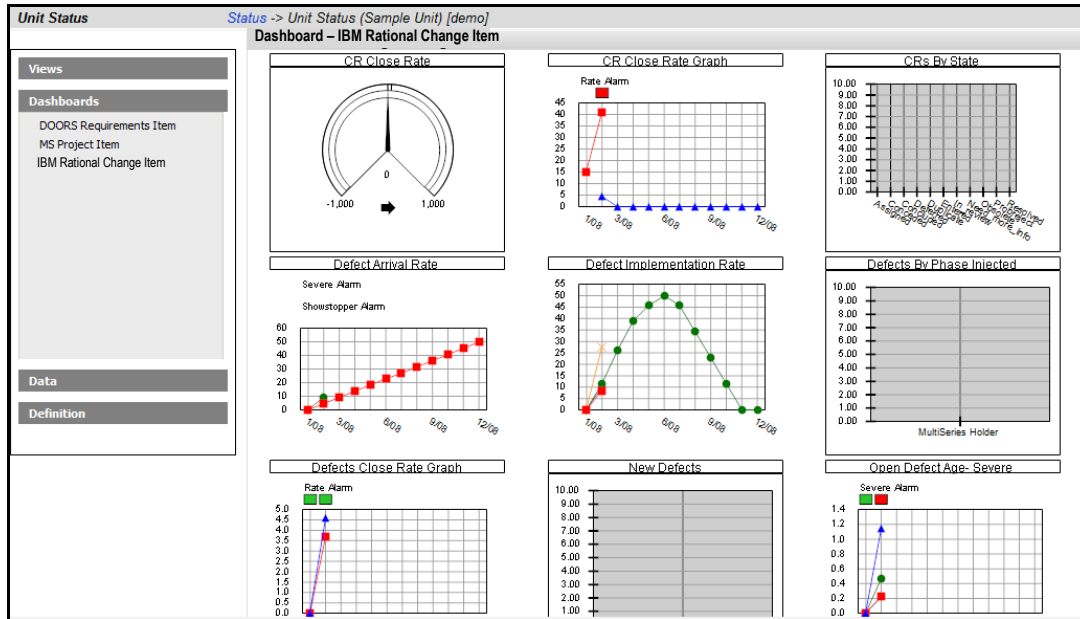 Unit Status
Status -> Unit Status (Sample Unit) [demo]
Dashboard – IBM Rational Change Item
Views
Dashboards
DOORS Requirements Item
MS Project Item
IBM Rational Change Item
Data
Definition
CR Close Rate
0
-1,000 1,000
CR Close Rate Graph
Rate Alarm
45
40
35
30
25
20
15
10
5
0
1/08 3/08 6/08 9/08 12/08
CRs By State
10.00
9.00
8.00
7.00
6.00
5.00
4.00
3.00
2.00
1.00
0.00
Assigned
Deferred
Duplicate
Entered
In_review
Need_more_info
Resolved
Defect Arrival Rate
Severe Alarm
Showstopper Alarm
60
50
40
30
20
10
0
1/08 3/08 6/08 9/08 12/08
Defect Implementation Rate
55
50
45
40
35
30
25
20
15
10
5
0
1/08 3/08 6/08 9/08 12/08
Defects By Phase Injected
10.00
9.00
8.00
7.00
6.00
5.00
4.00
3.00
2.00
1.00
0.00
MultiSeries Holder
Defects Close Rate Graph
Rate Alarm
5.0
4.5
4.0
3.5
3.0
2.5
2.0
1.5
1.0
0.5
0.0
New Defects
10.00
9.00
8.00
7.00
6.00
5.00
4.00
3.00
2.00
1.00
Open Defect Age- Severe
Severe Alarm
1.4
1.2
1.0
0.8
0.6
0.4
0.2
0.0